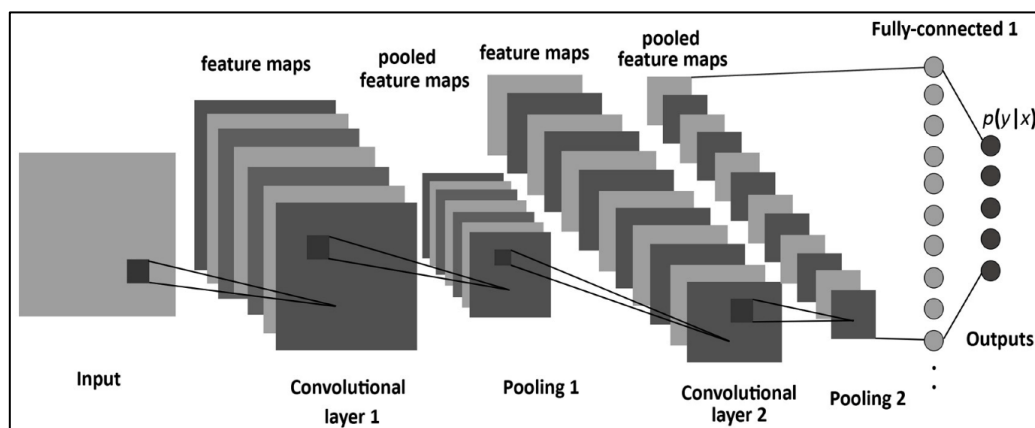 Fully-connected 1
feature maps
pooled
feature maps
feature maps
pooled
feature maps
p(y|x)
Input
Convolutional
layer 1
Pooling 1
Convolutional
layer 2
Pooling 2
Outputs